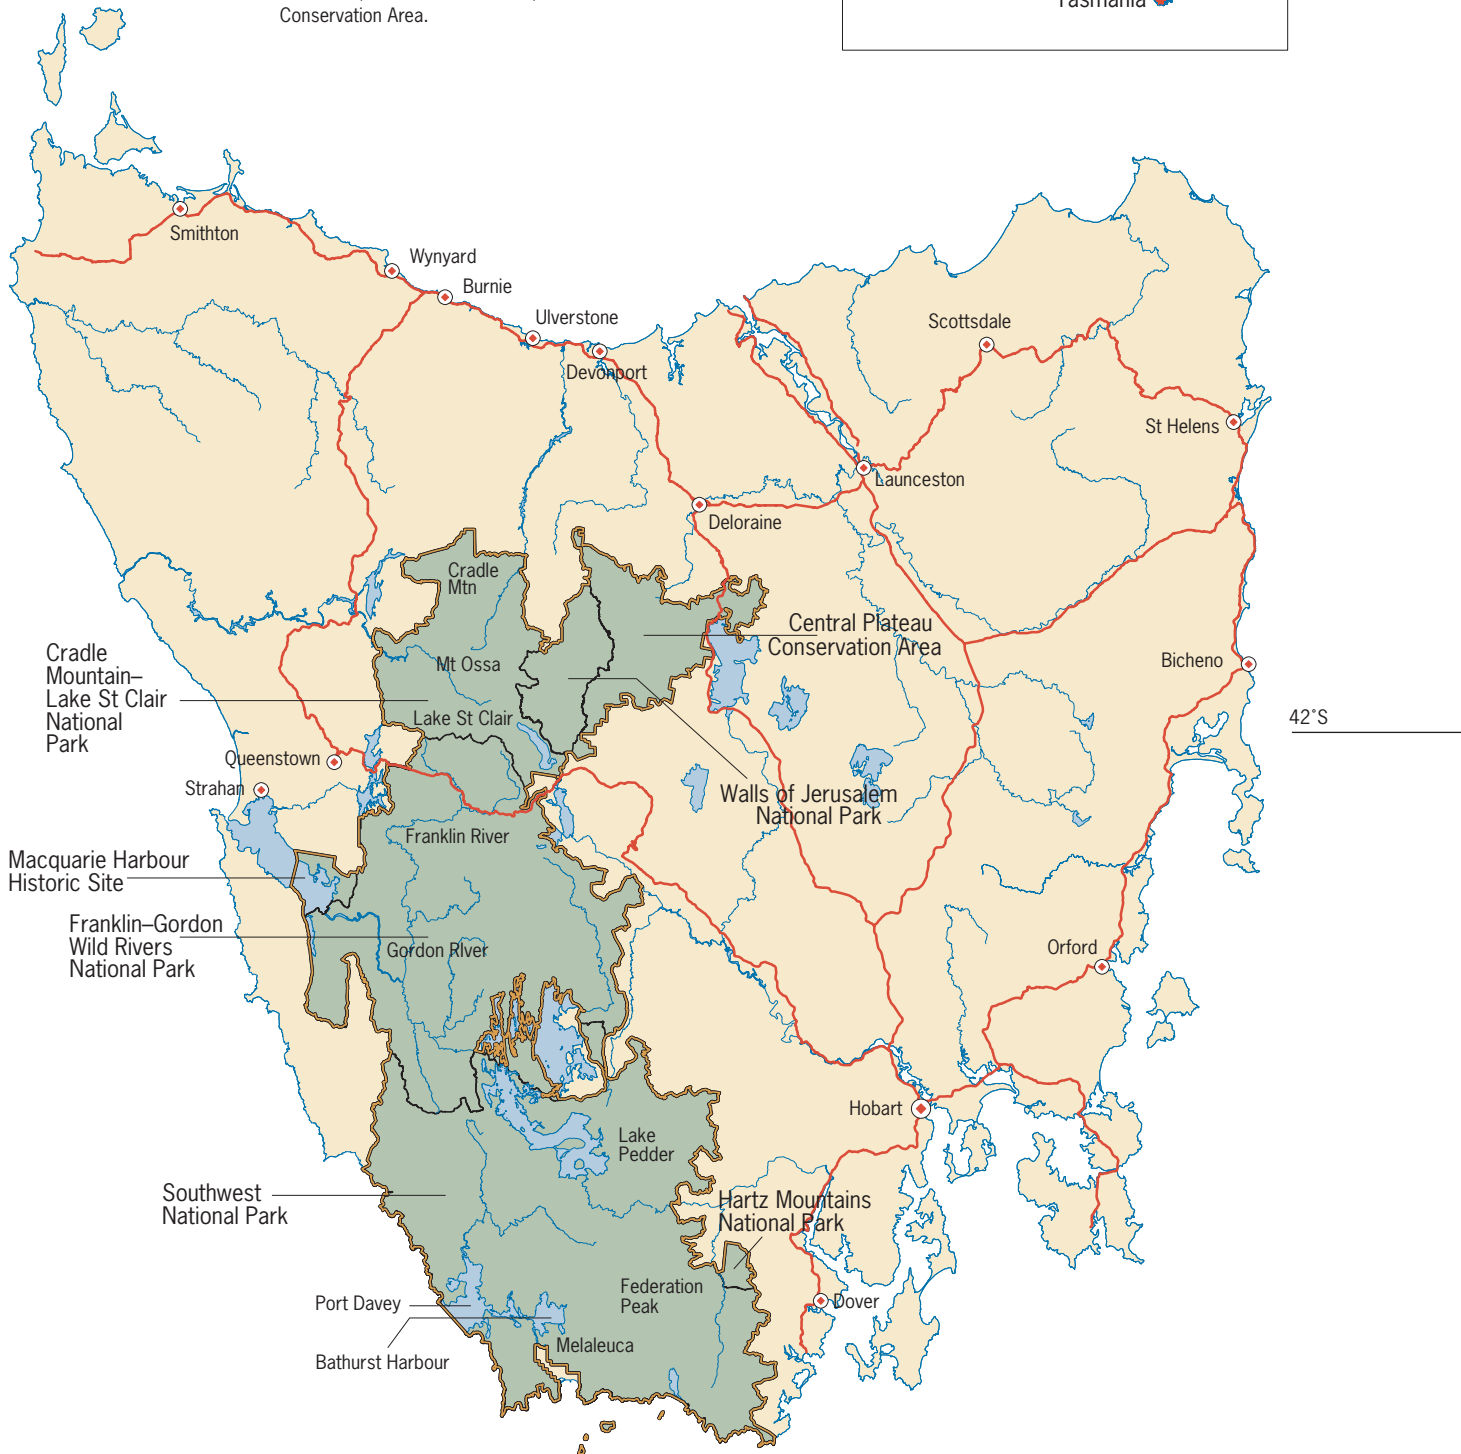 Conservation Area.
Tasmania
Smithton
Wynyard
Burnie
Ulverstone
Devonport
Scottsdale
St Helens
Launceston
Deloraine
Cradle
Mtn
Central Plateau
Conservation Area
Cradle
Mountain–
Lake St Clair
National
Park
Mt Ossa
Bicheno
Lake St Clair
42˚S
Queenstown
Strahan
Walls of Jerusalem
National Park
Franklin River
Macquarie Harbour
Historic Site
Franklin–Gordon
Wild Rivers
National Park
Gordon RIver
Orford
Hobart
Lake
Pedder
Southwest
National Park
Hartz Mountains
National Park
Federation
Peak
Port Davey
Dover
Melaleuca
Bathurst Harbour